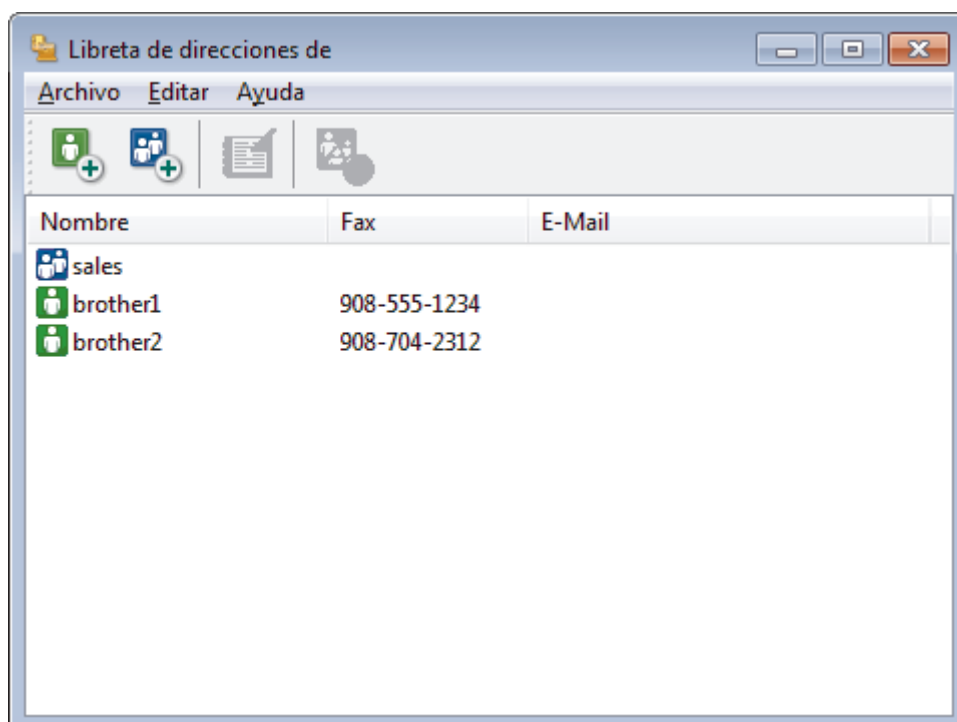 Libreta de direcciones de
Archivo Editar Ayuda
Nombre Fax E-Mail
sales
brother1 908-555-1234
brother2 908-704-2312